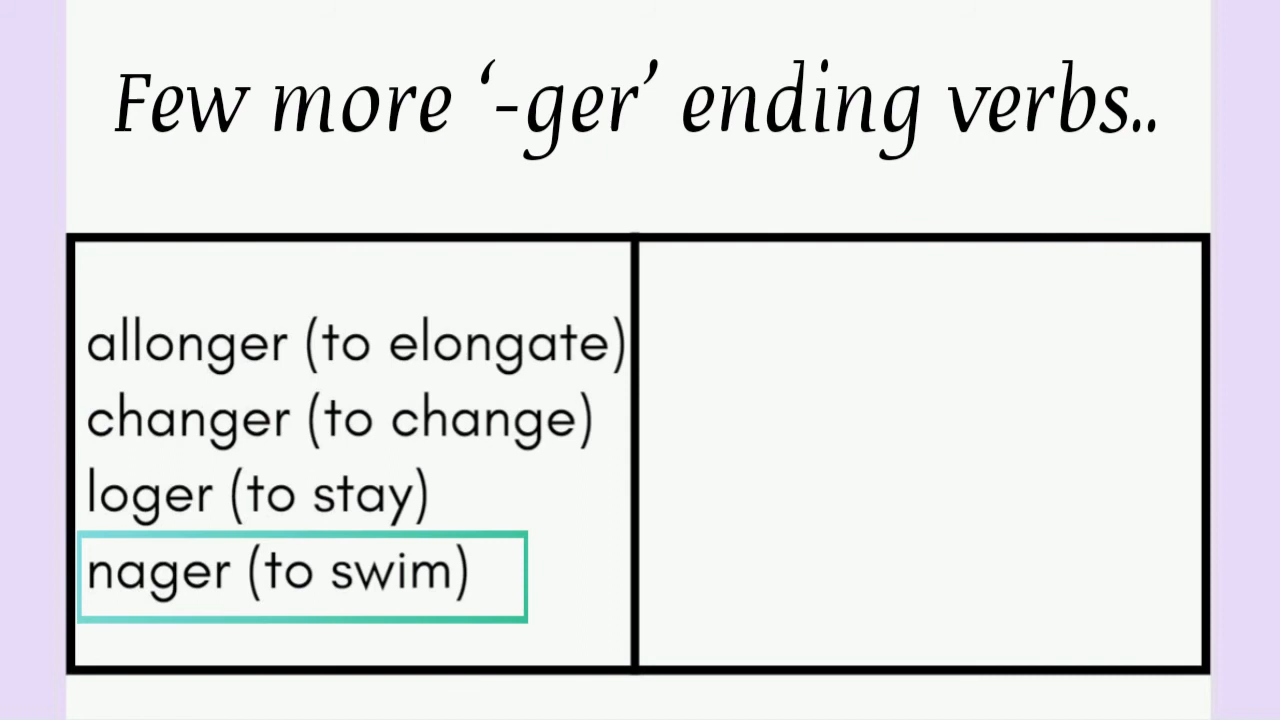 Few more ‘-ger’ ending verbs..
allonger (to elongate)
changer (to change)
loger (to stay)
nager (to swim)